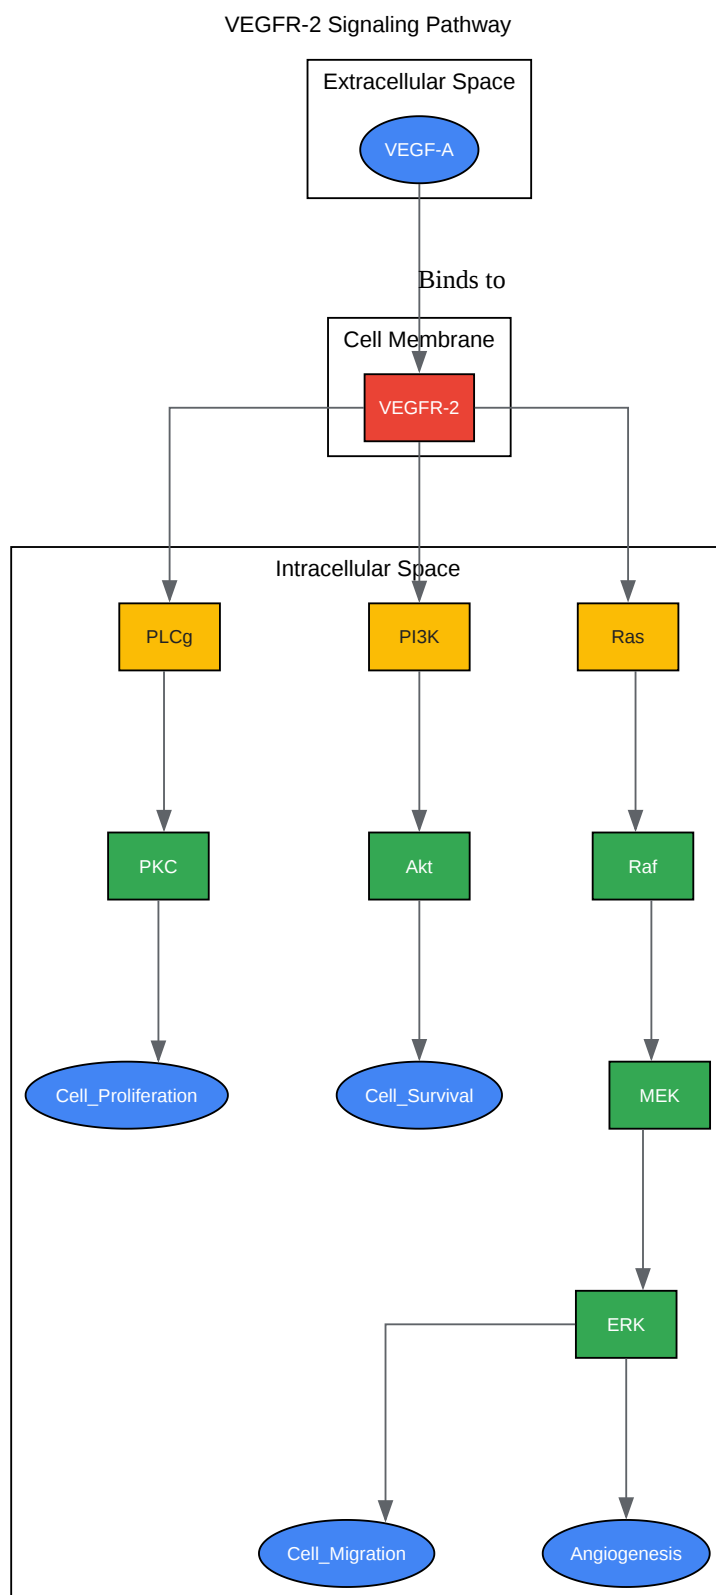 VEGFR-2 Signaling Pathway
Extracellular Space
VEGF-A
Binds to
Cell Membrane
VEGFR-2
Intracellular Space
PLCg
PI3K
Ras
PKC
Akt
Raf
Cell_Proliferation
Cell_Survival
MEK
ERK
Cell_Migration
Angiogenesis